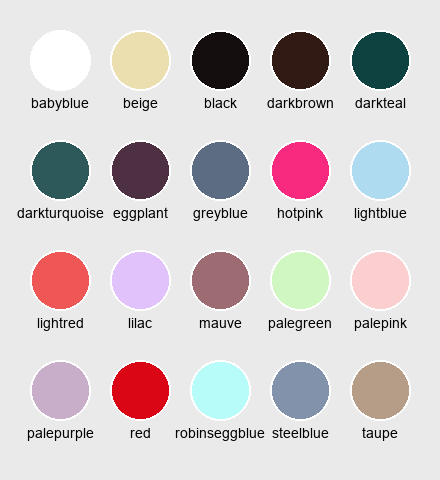 babyblue beige black darkbrown darkteal
darkturquoise eggplant greyblue hotpink lightblue
lightred lilac mauve palegreen palepink
palepurple red robinseggblue steelblue taupe